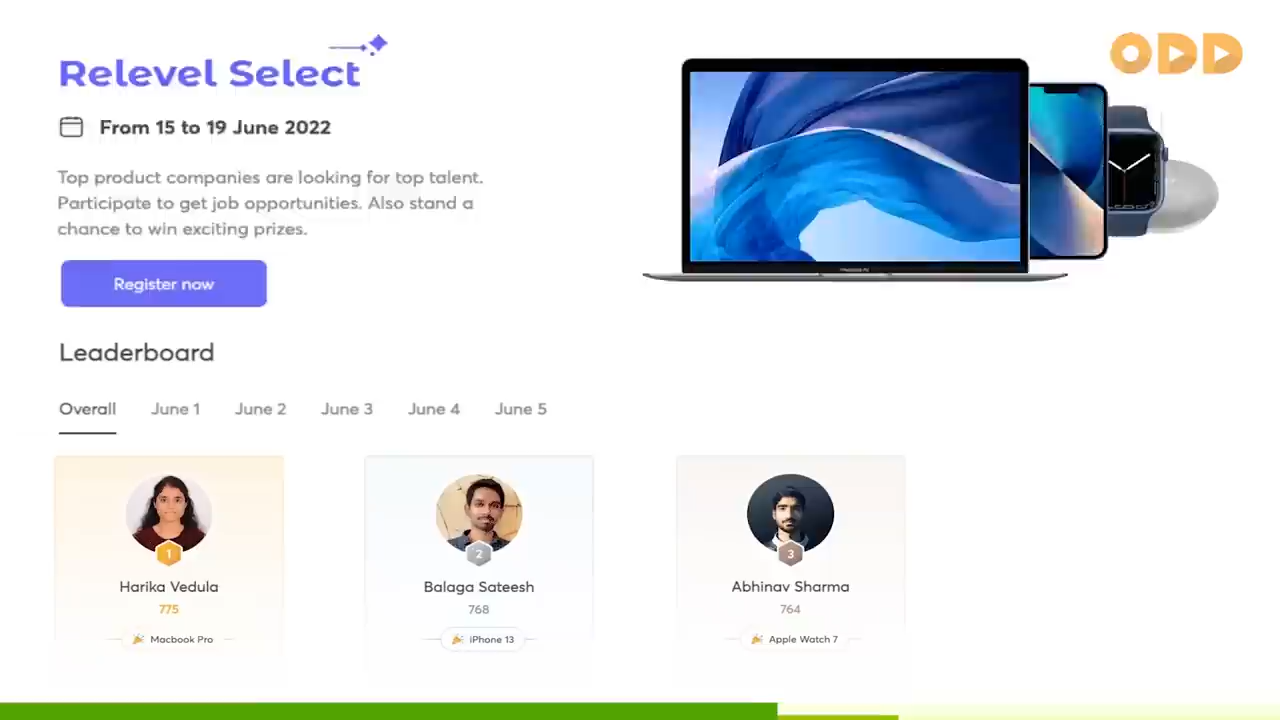 ODD
Relevel Select
From 15 to 19 June 2022
Top product companies are looking for top talent.
Participate to get job opportunities. Also stand a
chance to win exciting prizes.
Register now
Leaderboard
Overall June 1 June 2 June 3 June 4 June 5
1 2 3
Harika Vedula Balaga Sateesh Abhinav Sharma
775 768 764
Macbook Pro iPhone 13 Apple Watch 7